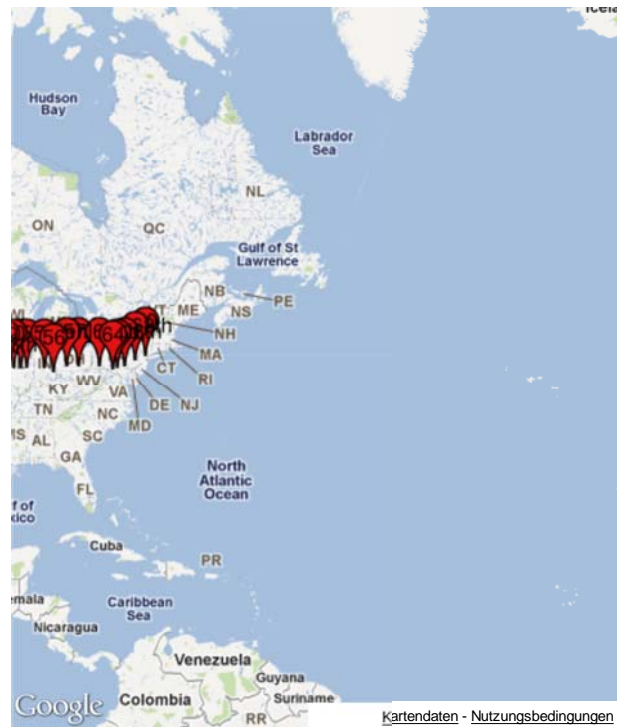 Hudson
Bay
Labrador
Sea
NL
ON
QC
Gulf of St
Lawrence
NB
PE
ME
NS
NH
MA
CT
RI
KY
WV
VA
DE
NJ
TN
NC
MD
AL
SC
GA
FL
North
Atlantic
Ocean
Cuba
PR
Caribbean
Sea
Nicaragua
Venezuela
Guyana
Suriname
Colombia
RR
Google
Kartendaten - Nutzungsbedingungen
56
64